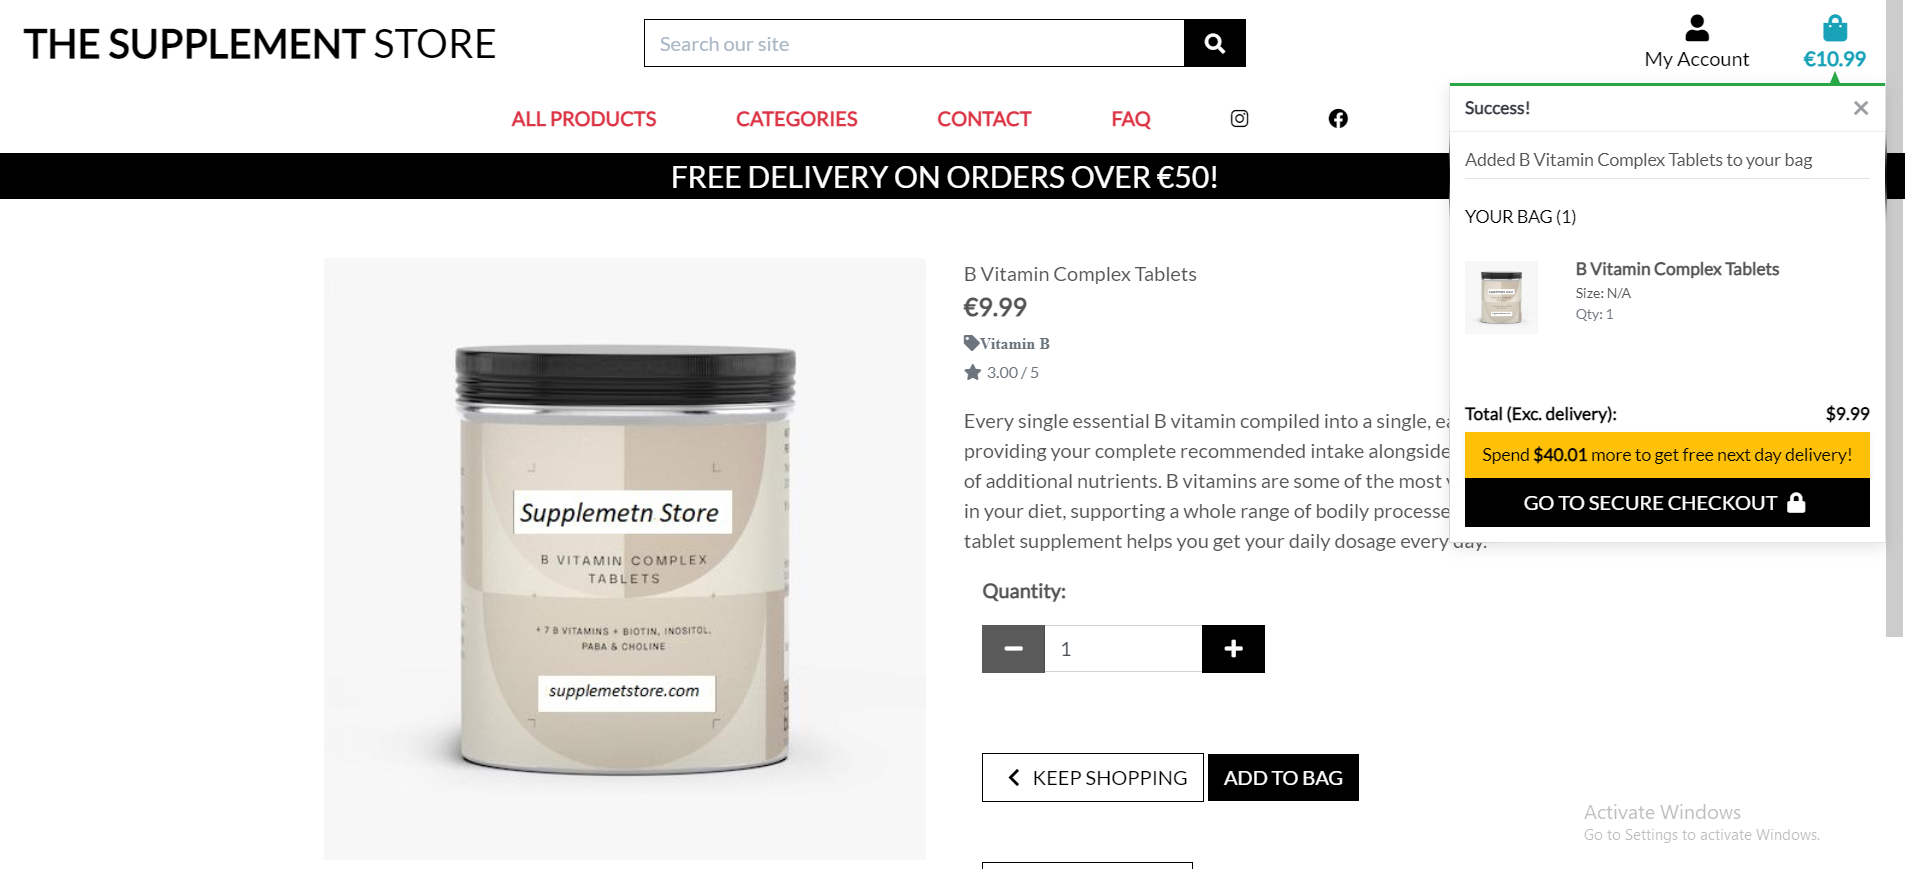 THE SUPPLEMENT STORE
Search our site
My Account
€10.99
ALL PRODUCTS
CATEGORIES
CONTACT
FAQ
FREE DELIVERY ON ORDERS OVER €50!
Success!
×
Added B Vitamin Complex Tablets to your bag
YOUR BAG (1)
B Vitamin Complex Tablets
Size: N/A
Qty: 1
Total (Exc. delivery):
$9.99
Spend $40.01 more to get free next day delivery!
GO TO SECURE CHECKOUT
B Vitamin Complex Tablets
€9.99
Vitamin B
3.00 / 5
Every single essential B vitamin compiled into a single,
providing your complete recommended intake alongside
of additional nutrients. B vitamins are some of the most
in your diet, supporting a whole range of bodily
tablet supplement helps you get your daily dosage every day.
Quantity:
1
KEEP SHOPPING
ADD TO BAG
Supplemetn Store
B VITAMIN COMPLEX
TABLETS
+ 7 B VITAMINS + BIOTIN, INOSITOL,
PABA & CHOLINE
supplemetstore.com
Activate Windows
Go to Settings to activate Windows.